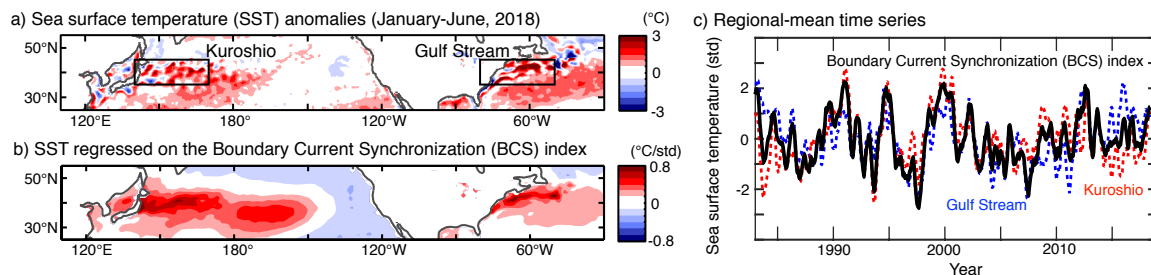 a) Sea surface temperature (SST) anomalies (January-June, 2018)
(°C)
50°N
30°N
Kuroshio
Gulf Stream
120°E
180°
120°W
60°W
3
0
-3
b) SST regressed on the Boundary Current Synchronization (BCS) index
(°C/std)
50°N
30°N
120°E
180°
120°W
60°W
0.8
0
-0.8
c) Regional-mean time series
Boundary Current Synchronization (BCS) index
Sea surface temperature (std)
2
0
-2
Kuroshio
Gulf Stream
1990
2000
2010
Year